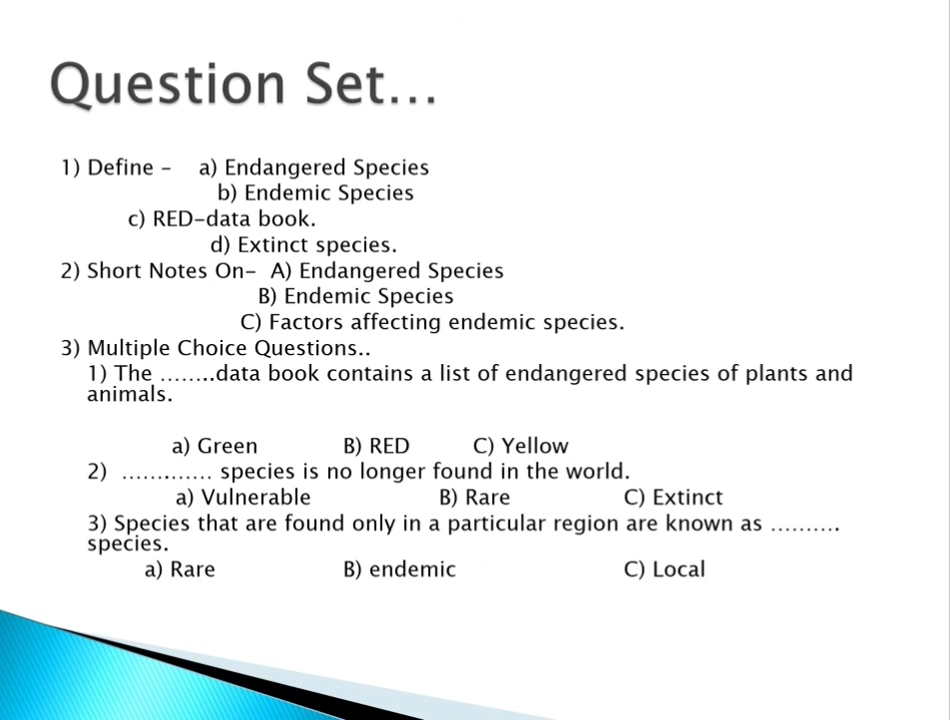 Question Set...
1) Define - a) Endangered Species
b) Endemic Species
c) RED-data book.
d) Extinct species.
2) Short Notes On- A) Endangered Species
B) Endemic Species
C) Factors affecting endemic species.
3) Multiple Choice Questions..
1) The ........data book contains a list of endangered species of plants and
animals.
a) Green B) RED C) Yellow
2) ............. species is no longer found in the world.
a) Vulnerable B) Rare C) Extinct
3) Species that are found only in a particular region are known as ..........
species.
a) Rare B) endemic C) Local